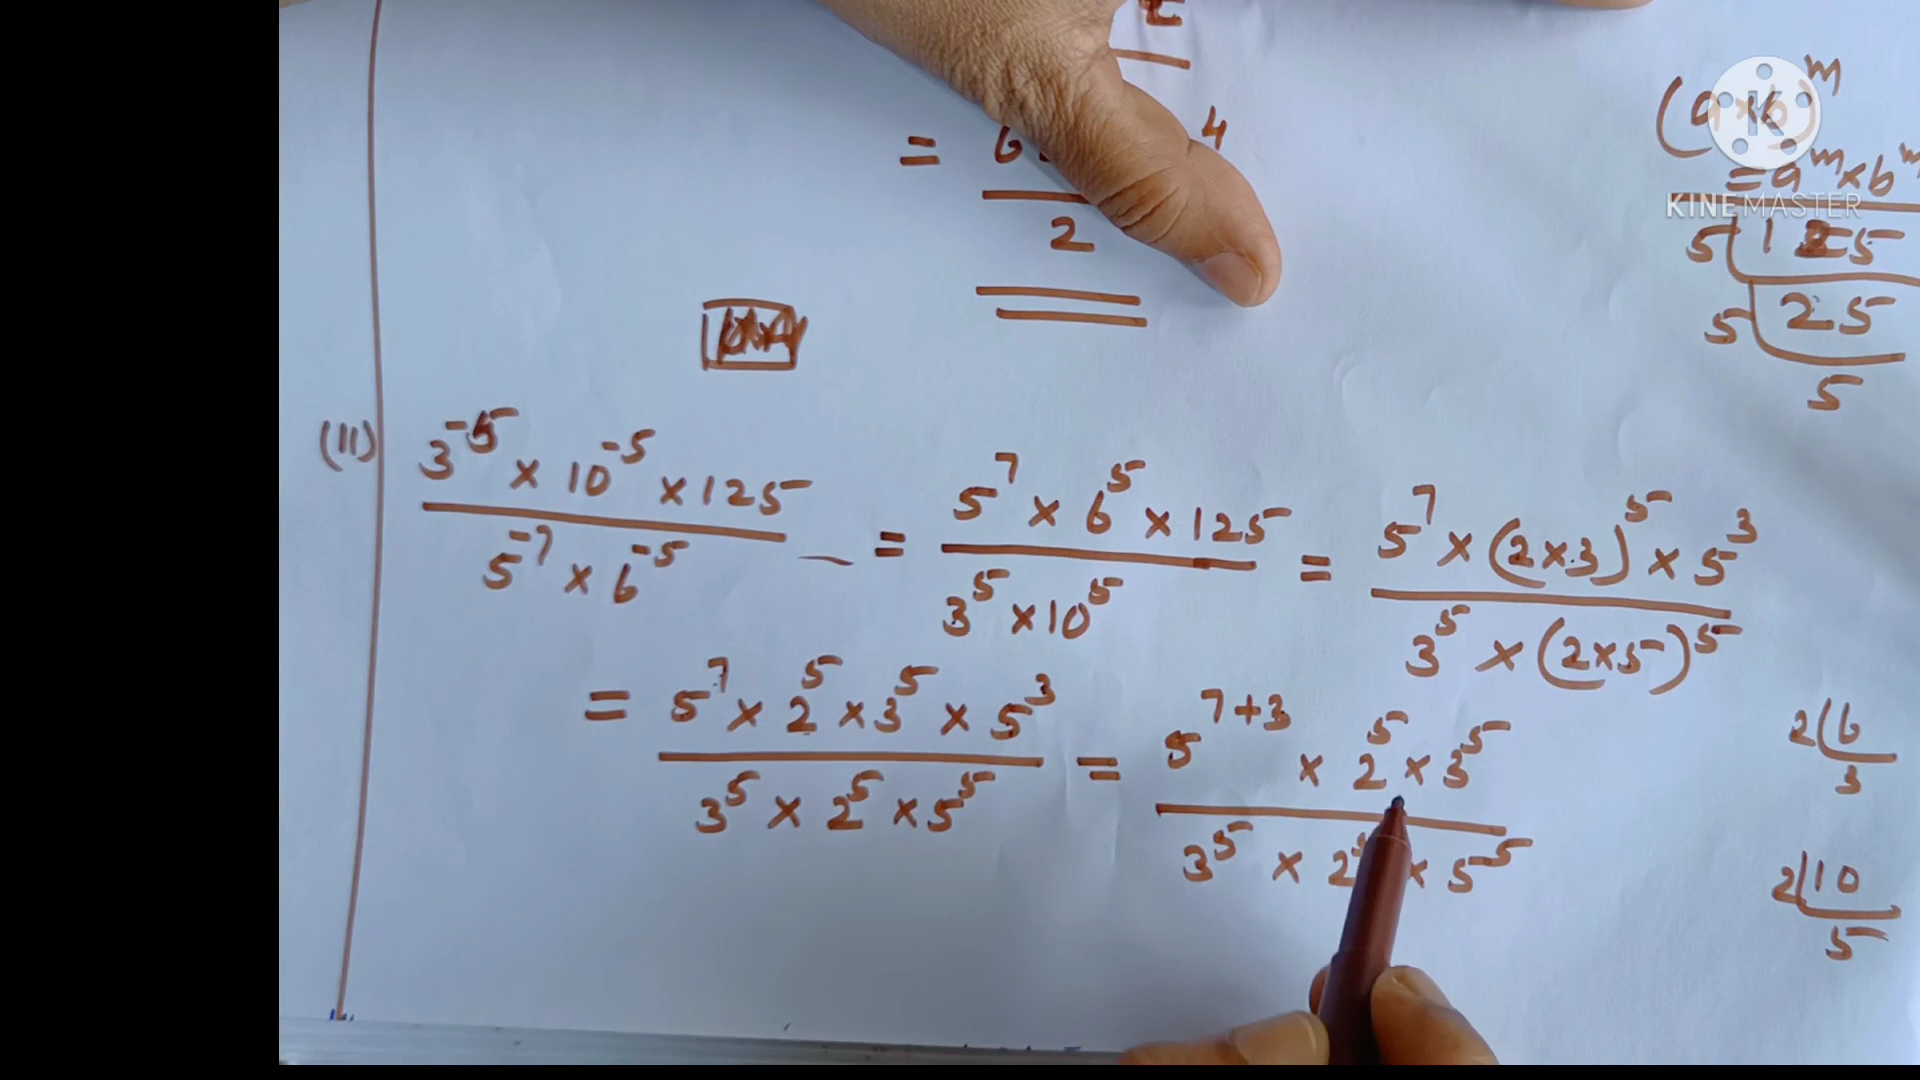 = 4
2
(a×b)^m
= a^m × b^m
5 | 125
5 | 25
5
(II) 3^-5 × 10^-5 × 125 / 5^-7 × 6^-5 = 5^7 × 6^5 × 125 / 3^5 × 10^5 = 5^7 × (2×3)^5 × 5^3 / 3^5 × (2×5)^5
= 5^7 × 2^5 × 3^5 × 5^3 / 3^5 × 2^5 × 5^5 = 5^7+3 × 2^5 × 3^5 / 3^5 × 2^5 × 5^5
2 | 6
3
2 | 10
5
KINEMASTER